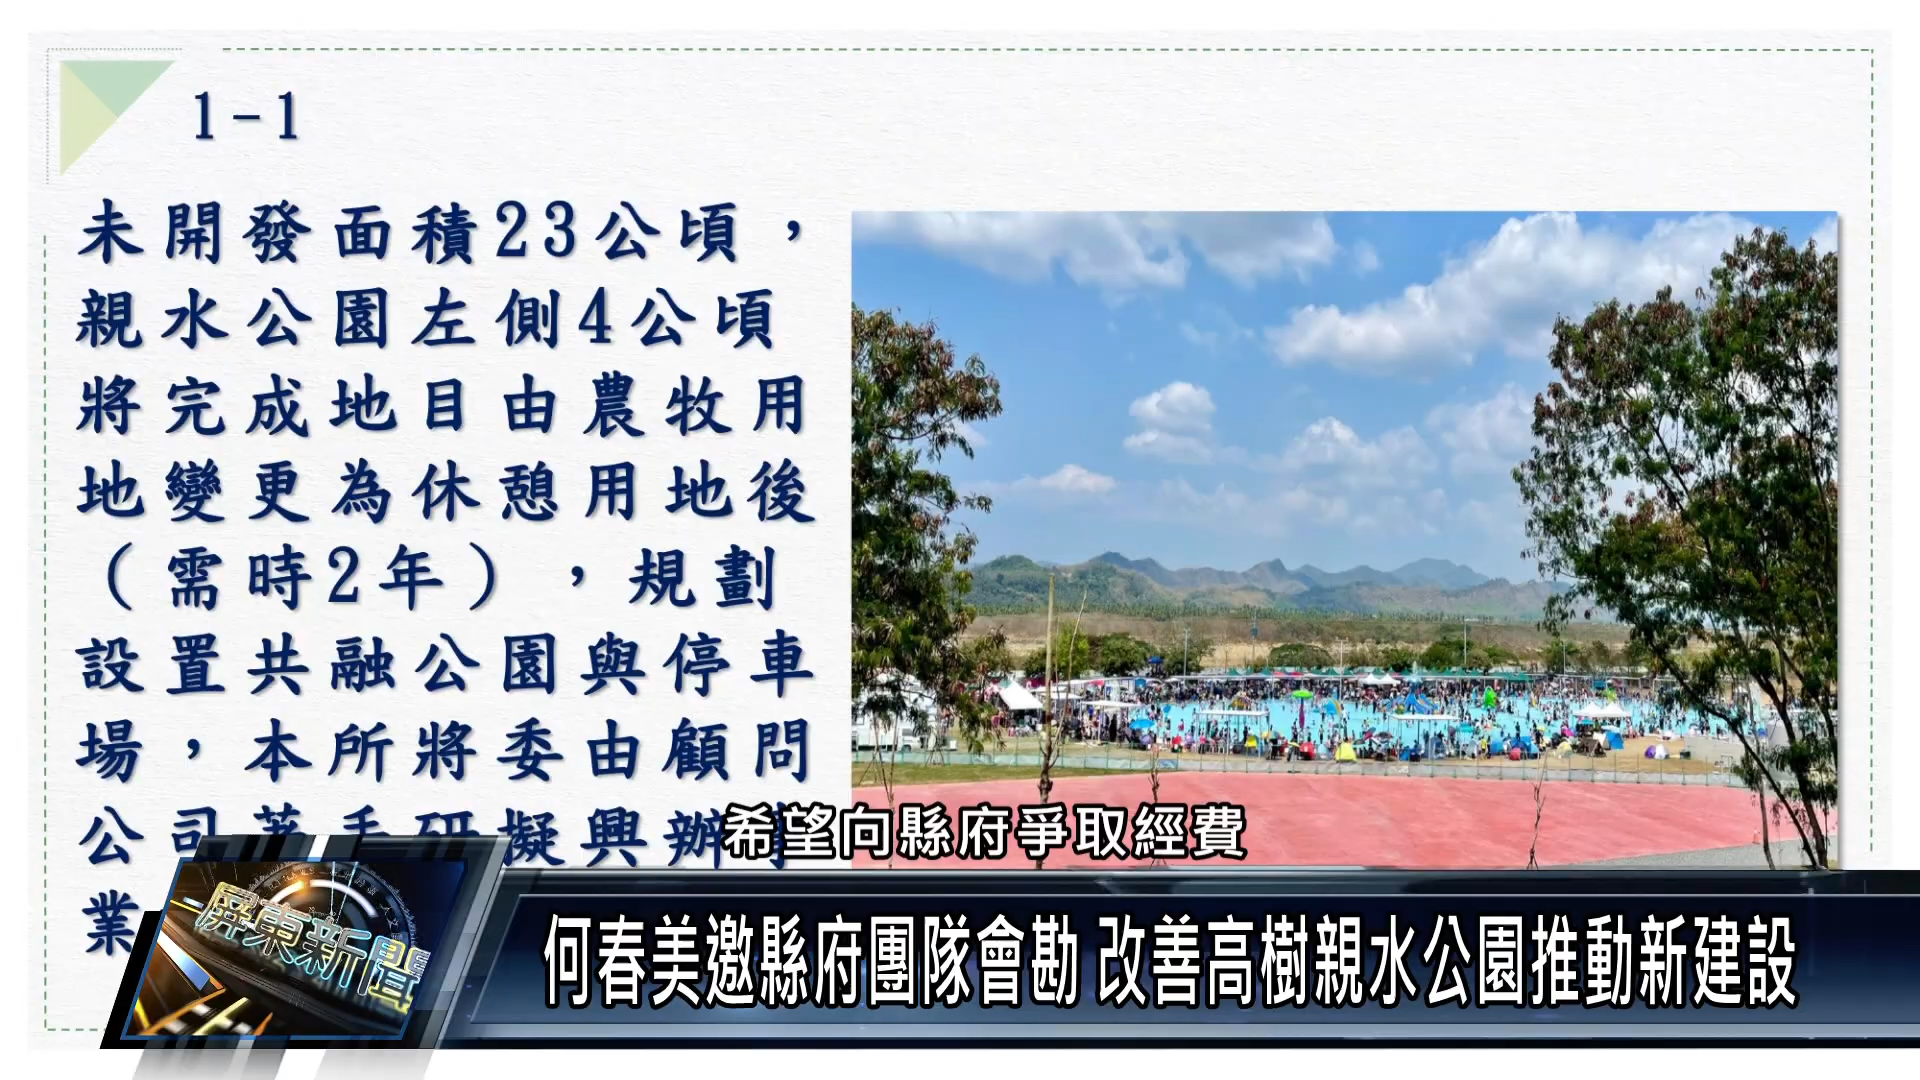 1-1
未開發面積23公頃，
親水公園左側4公頃
將完成地目由農牧用
地變更為休憩用地後
（需時2年），規劃
設置共融公園與停車
場，本所將委由顧問
公司著手研擬興辦事
業
希望向縣府爭取經費
屏東新聞
何春美邀縣府團隊會勘 改善高樹親水公園推動新建設